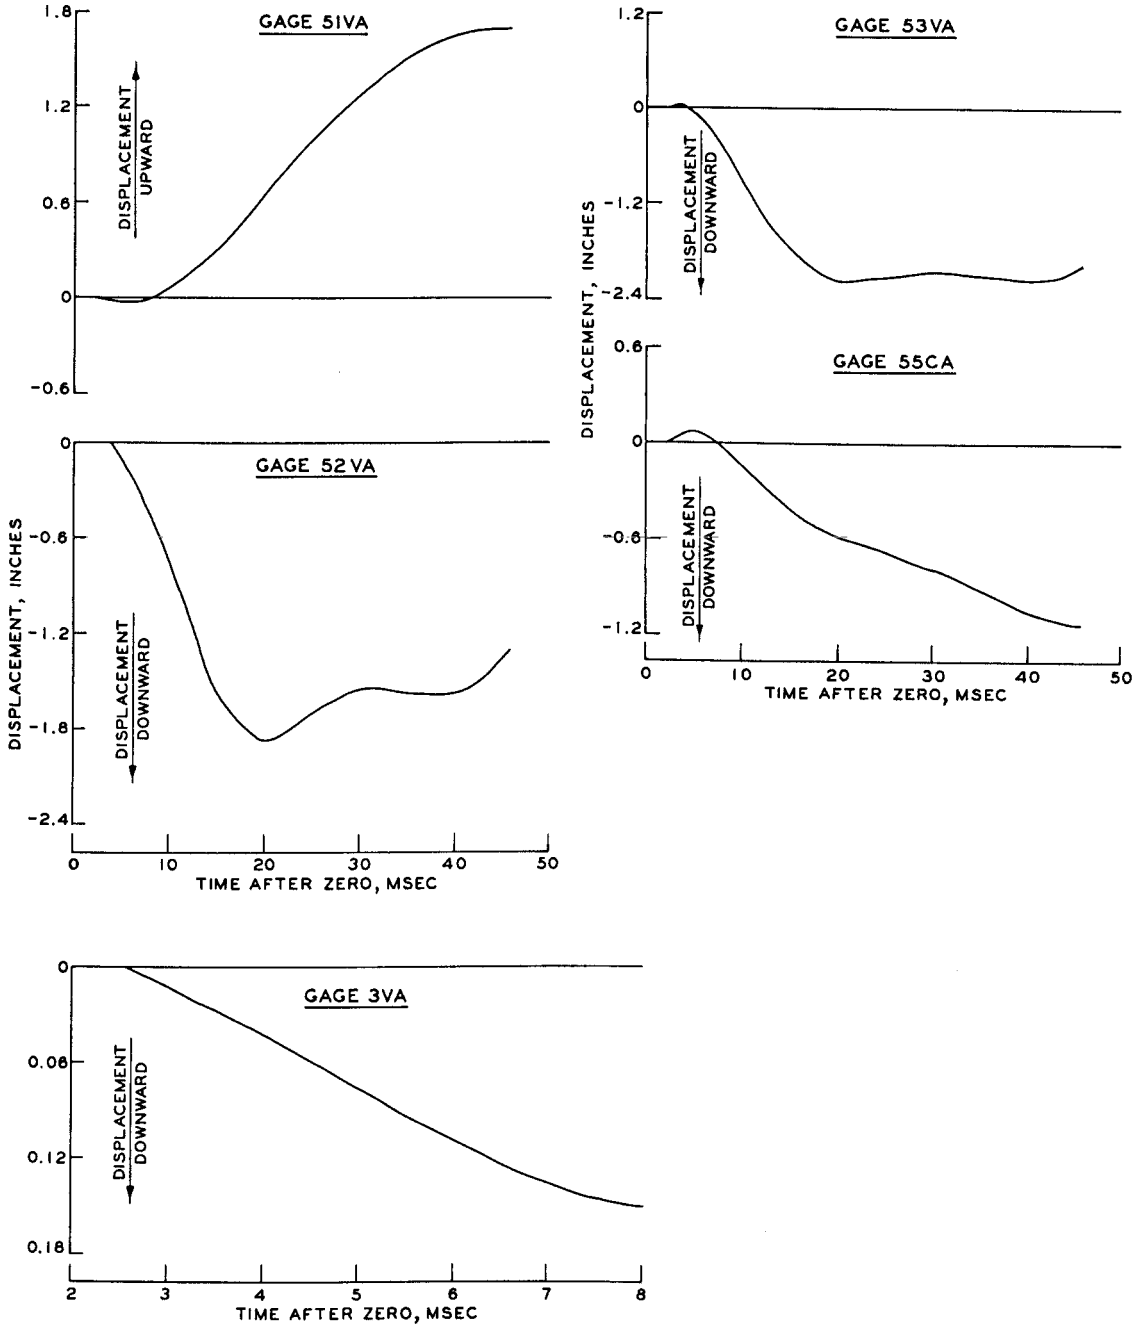 GAGE 51VA
1.8
1.2
0.6
0
-0.6
DISPLACEMENT
UPWARD
GAGE 52VA
0
-0.6
-1.2
-1.8
-2.4
DISPLACEMENT, INCHES
DISPLACEMENT
DOWNWARD
0 10 20 30 40 50
TIME AFTER ZERO, MSEC
GAGE 53VA
1.2
0
-1.2
-2.4
DISPLACEMENT, INCHES
DISPLACEMENT
DOWNWARD
GAGE 55CA
0.6
0
-0.6
-1.2
DISPLACEMENT
DOWNWARD
0 10 20 30 40 50
TIME AFTER ZERO, MSEC
GAGE 3VA
0
0.06
0.12
0.18
DISPLACEMENT
DOWNWARD
2 3 4 5 6 7 8
TIME AFTER ZERO, MSEC